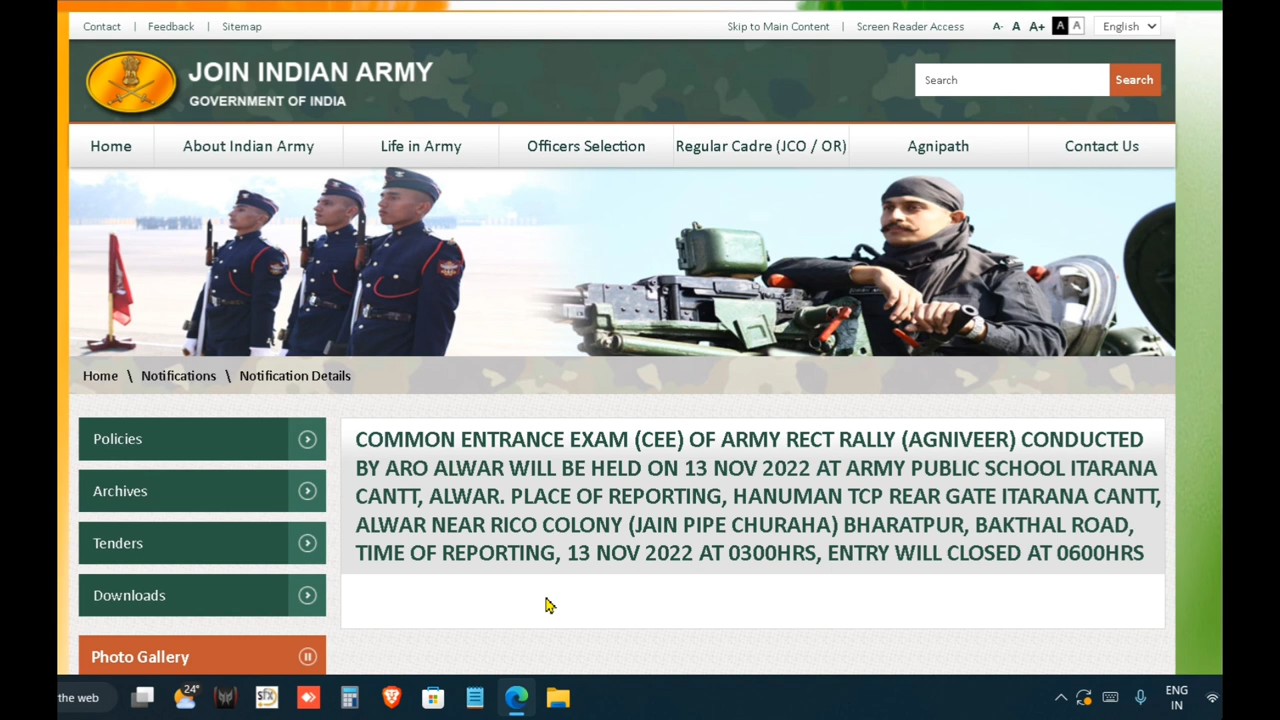 Contact | Feedback | Sitemap
Skip to Main Content | Screen Reader Access A- A A+ A A English
JOIN INDIAN ARMY
GOVERNMENT OF INDIA
Search Search
Home About Indian Army Life in Army Officers Selection Regular Cadre (JCO / OR) Agnipath Contact Us
Home \ Notifications \ Notification Details
Policies
Archives
Tenders
Downloads
Photo Gallery
COMMON ENTRANCE EXAM (CEE) OF ARMY RECT RALLY (AGNIVEER) CONDUCTED
BY ARO ALWAR WILL BE HELD ON 13 NOV 2022 AT ARMY PUBLIC SCHOOL ITARANA
CANTT, ALWAR. PLACE OF REPORTING, HANUMAN TCP REAR GATE ITARANA CANTT,
ALWAR NEAR RICO COLONY (JAIN PIPE CHURAHA) BHARATPUR, BAKTHAL ROAD,
TIME OF REPORTING, 13 NOV 2022 AT 0300HRS, ENTRY WILL CLOSED AT 0600HRS
the web 24° sfx ENG
IN